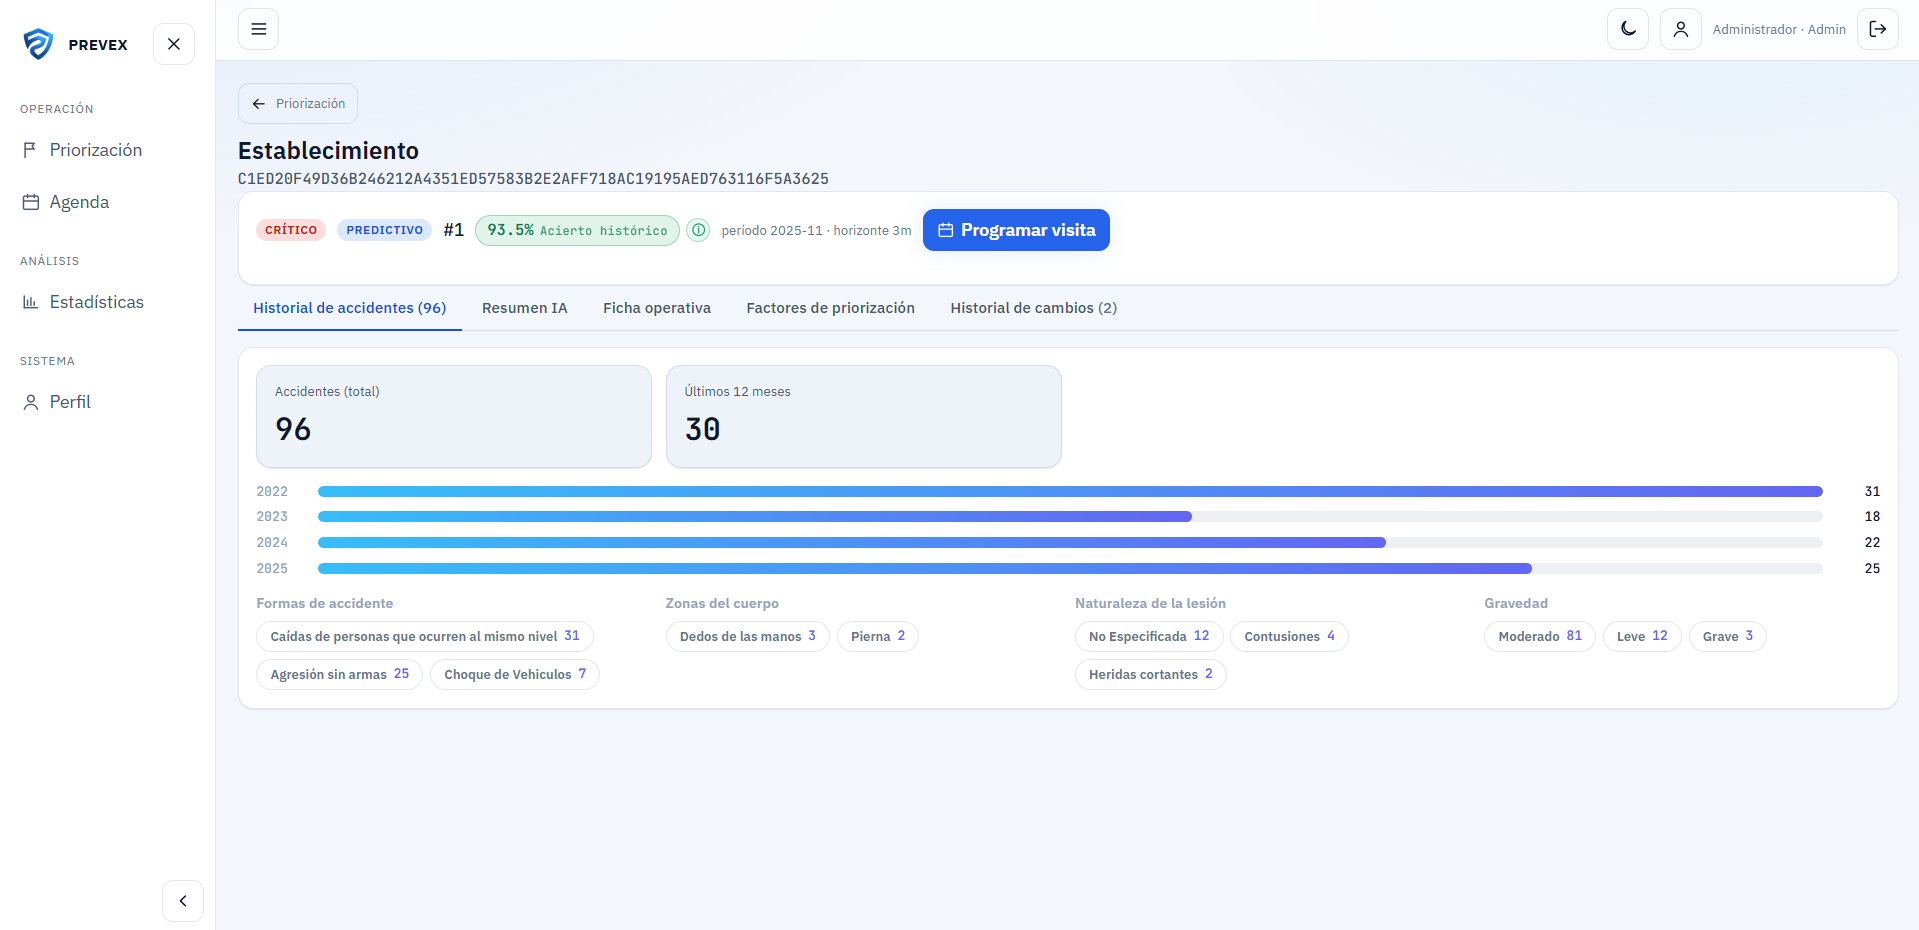 PREVEX
OPERACIÓN
Priorización
Agenda
ANÁLISIS
Estadísticas
SISTEMA
Perfil
Administrador · Admin
Priorización
Establecimiento
C1ED20F49D36B246212A4351ED57583B2E2AFF718AC19195AED763116F5A3625
CRÍTICO PREDICTIVO #1 93.5% Acierto histórico período 2025-11 · horizonte 3m Programar visita
Historial de accidentes (96) Resumen IA Ficha operativa Factores de priorización Historial de cambios (2)
Accidentes (total)
96
Últimos 12 meses
30
2022 31
2023 18
2024 22
2025 25
Formas de accidente
Caídas de personas que ocurren al mismo nivel 31
Agresión sin armas 25 Choque de Vehiculos 7
Zonas del cuerpo
Dedos de las manos 3 Pierna 2
Naturaleza de la lesión
No Especificada 12 Contusiones 4
Heridas cortantes 2
Gravedad
Moderado 81 Leve 12 Grave 3